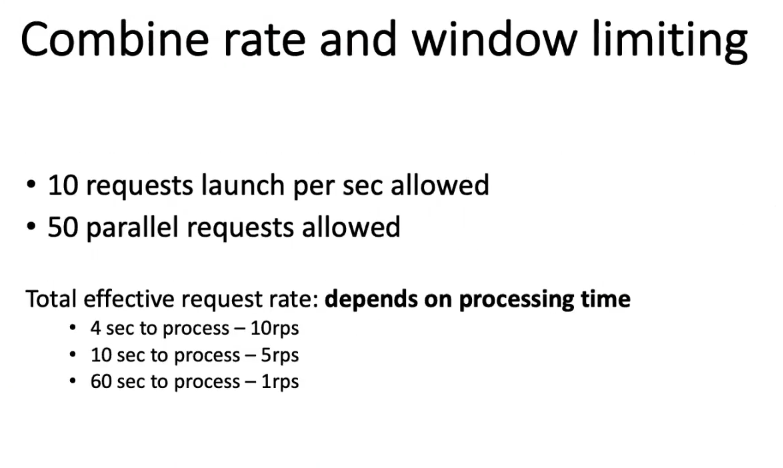 Combine rate and window limiting
• 10 requests launch per sec allowed
• 50 parallel requests allowed
Total effective request rate: depends on processing time
• 4 sec to process – 10rps
• 10 sec to process – 5rps
• 60 sec to process – 1rps